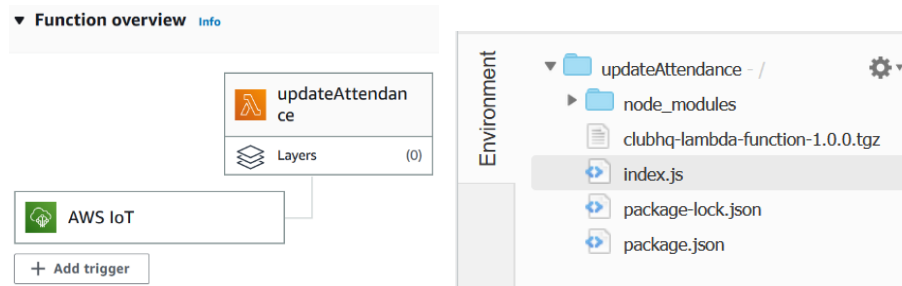 Function overview Info
updateAttendan
ce
Layers (0)
AWS IoT
+ Add trigger
Environment
updateAttendance - /
node_modules
clubhq-lambda-function-1.0.0.tgz
index.js
package-lock.json
package.json